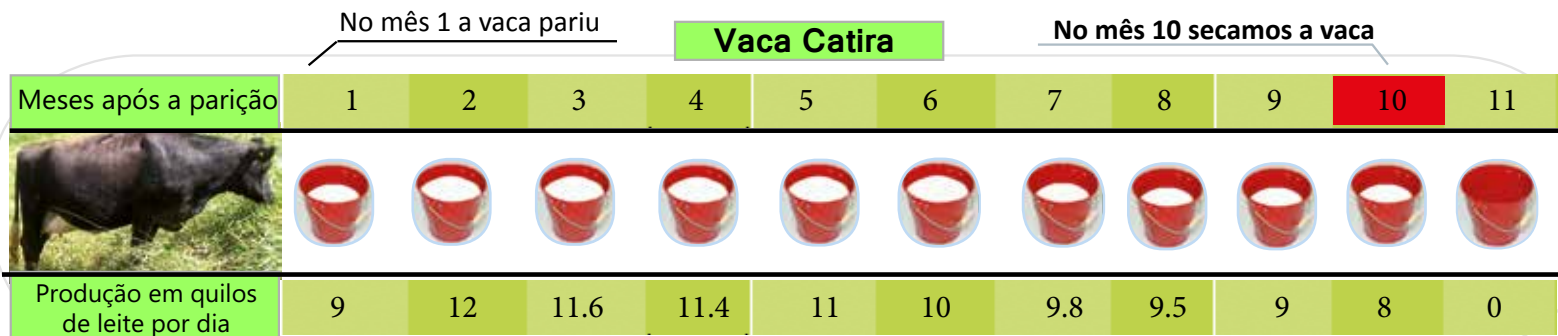 No mês 1 a vaca pariu
Vaca Catira
No mês 10 secamos a vaca
Meses após a parição 1 2 3 4 5 6 7 8 9 10 11
Produção em quilos
de leite por dia
9 12 11.6 11.4 11 10 9.8 9.5 9 8 0